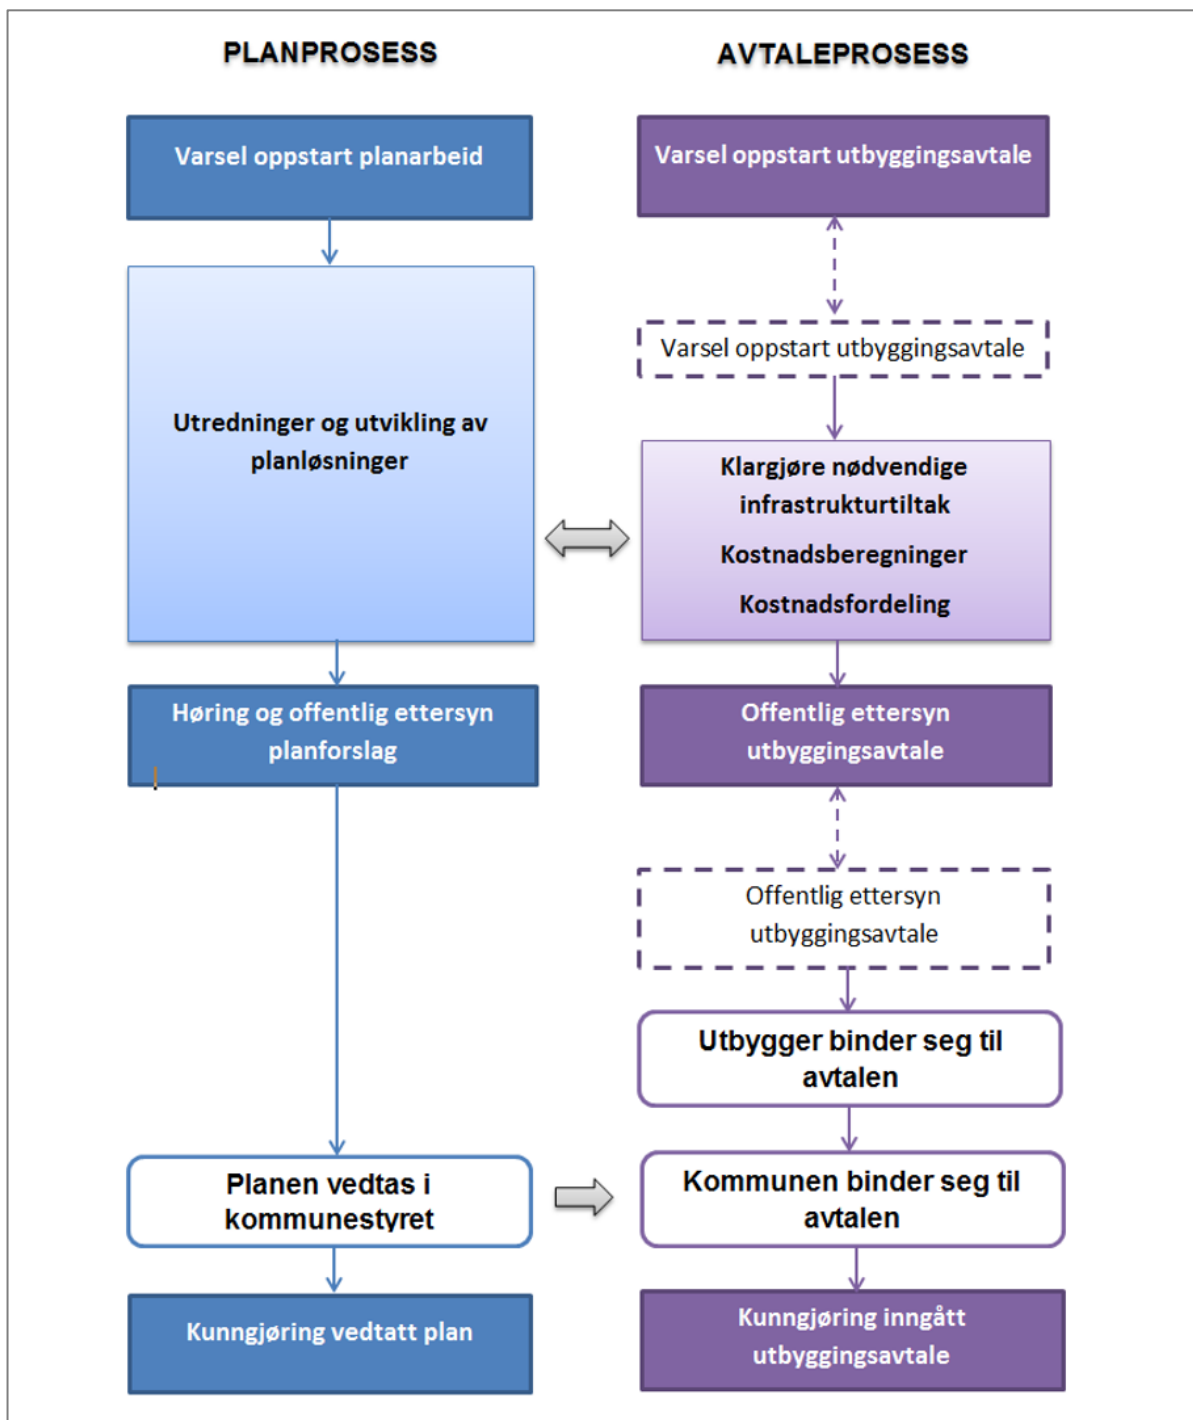 PLANPROSESS
Varsel oppstart planarbeid
Utredninger og utvikling av
planløsninger
Høring og offentlig ettersyn
planforslag
Planen vedtas i
kommunestyret
Kunngjøring vedtatt plan
AVTALEPROSESS
Varsel oppstart utbyggingsavtale
Varsel oppstart utbyggingsavtale
Klargjøre nødvendige
infrastrukturtiltak
Kostnadsberegninger
Kostnadsfordeling
Offentlig ettersyn
utbyggingsavtale
Offentlig ettersyn
utbyggingsavtale
Utbygger binder seg til
avtalen
Kommunen binder seg til
avtalen
Kunngjøring inngått
utbyggingsavtale